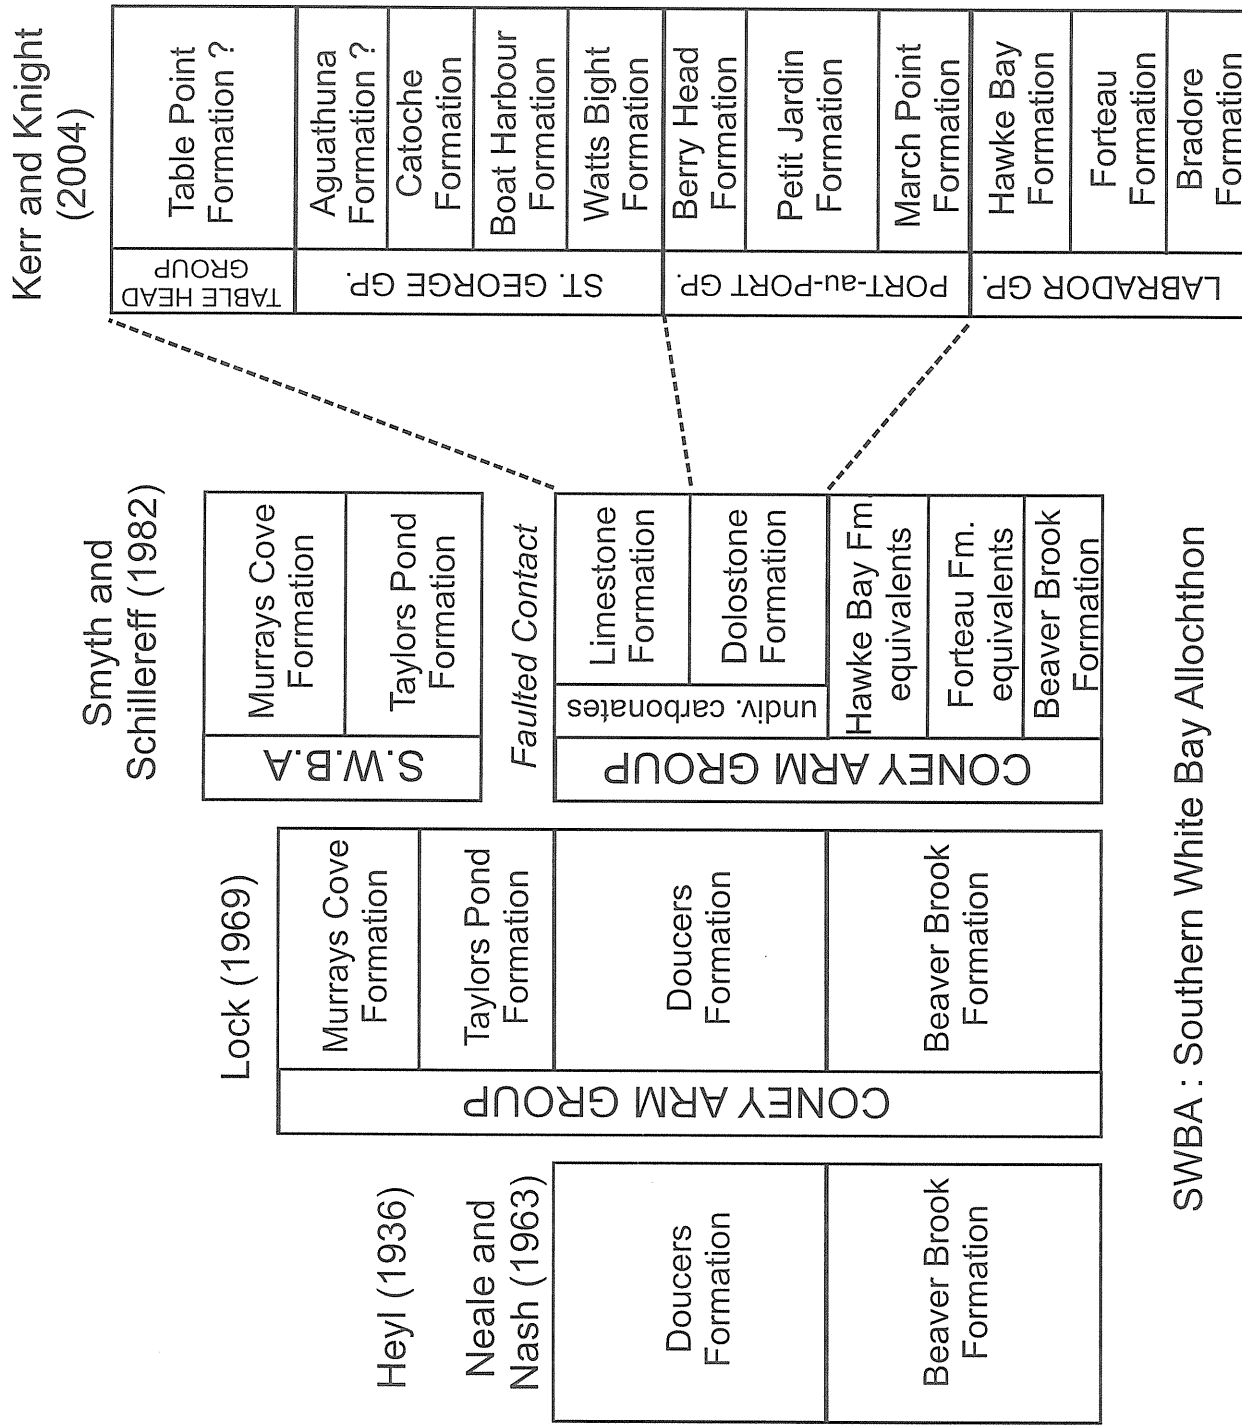 Heyl (1936)
Neale and
Nash (1963)
Doucers
Formation
Beaver Brook
Formation
Lock (1969)
CONEY ARM GROUP
Murrays Cove
Formation
Taylors Pond
Formation
Doucers
Formation
Beaver Brook
Formation
Smyth and
Schillereff (1982)
S.W.B.A
Murrays Cove
Formation
Taylors Pond
Formation
Faulted Contact
CONEY ARM GROUP
undiv. carbonates
Limestone
Formation
Dolostone
Formation
Hawke Bay Fm.
equivalents
Forteau Fm.
equivalents
Beaver Brook
Formation
Kerr and Knight
(2004)
TABLE HEAD
GROUP
Table Point
Formation ?
ST. GEORGE GP.
Aguathuna
Formation ?
Catoche
Formation
Boat Harbour
Formation
Watts Bight
Formation
PORT-au-PORT GP.
Berry Head
Formation
Petit Jardin
Formation
March Point
Formation
LABRADOR GP.
Hawke Bay
Formation
Forteau
Formation
Bradore
Formation
SWBA : Southern White Bay Allochthon